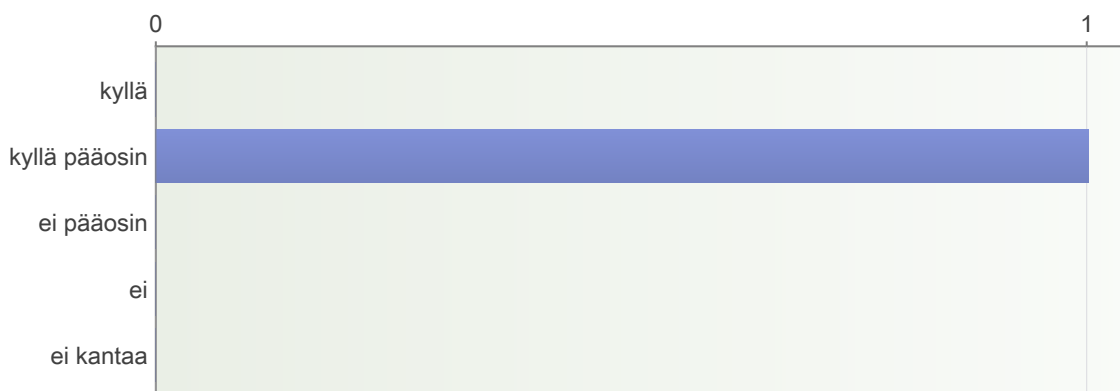 0 1
kyllä
kyllä pääosin
ei pääosin
ei
ei kantaa